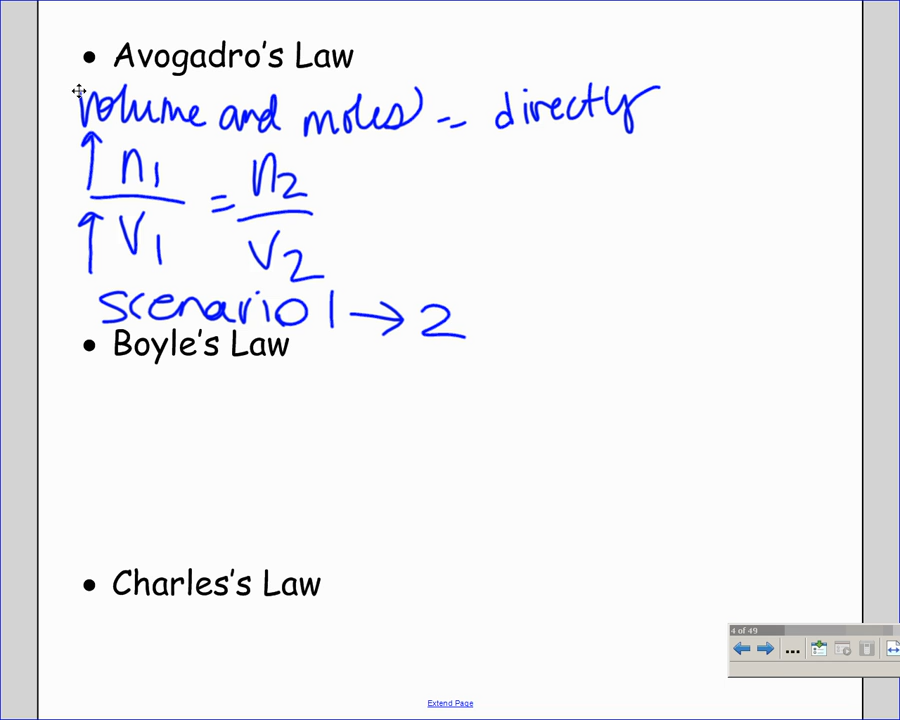 • Avogadro's Law
volume and moles - directly
↑ n1 / ↑ V1 = n2 / V2
scenario 1 → 2
• Boyle's Law
• Charles's Law
4 of 49
...
Extend Page